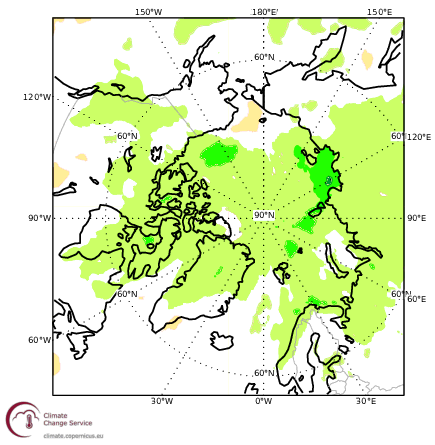 150°W 180°E 150°E
60°N
120°W
60°N 60°N 120°E
90°W 90°N 90°E
60°N 60°N 60°E
60°W
60°N
30°W 0°W 30°E
Climate
Change Service
climate.copernicus.eu